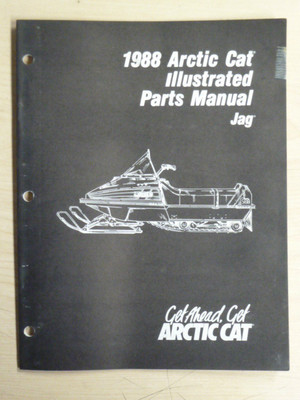 1988 Arctic Cat®
Illustrated
Parts Manual
Jag®
Get Ahead, Get
ARCTIC CAT